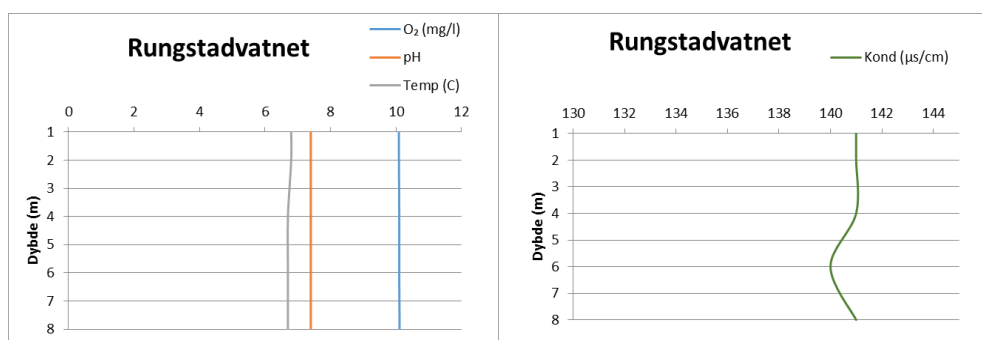 Rungstadvatnet
O₂ (mg/l)
pH
Temp (C)
0 2 4 6 8 10 12
Dybde (m)
1
2
3
4
5
6
7
8
Rungstadvatnet
Kond (µs/cm)
130 132 134 136 138 140 142 144
Dybde (m)
1
2
3
4
5
6
7
8